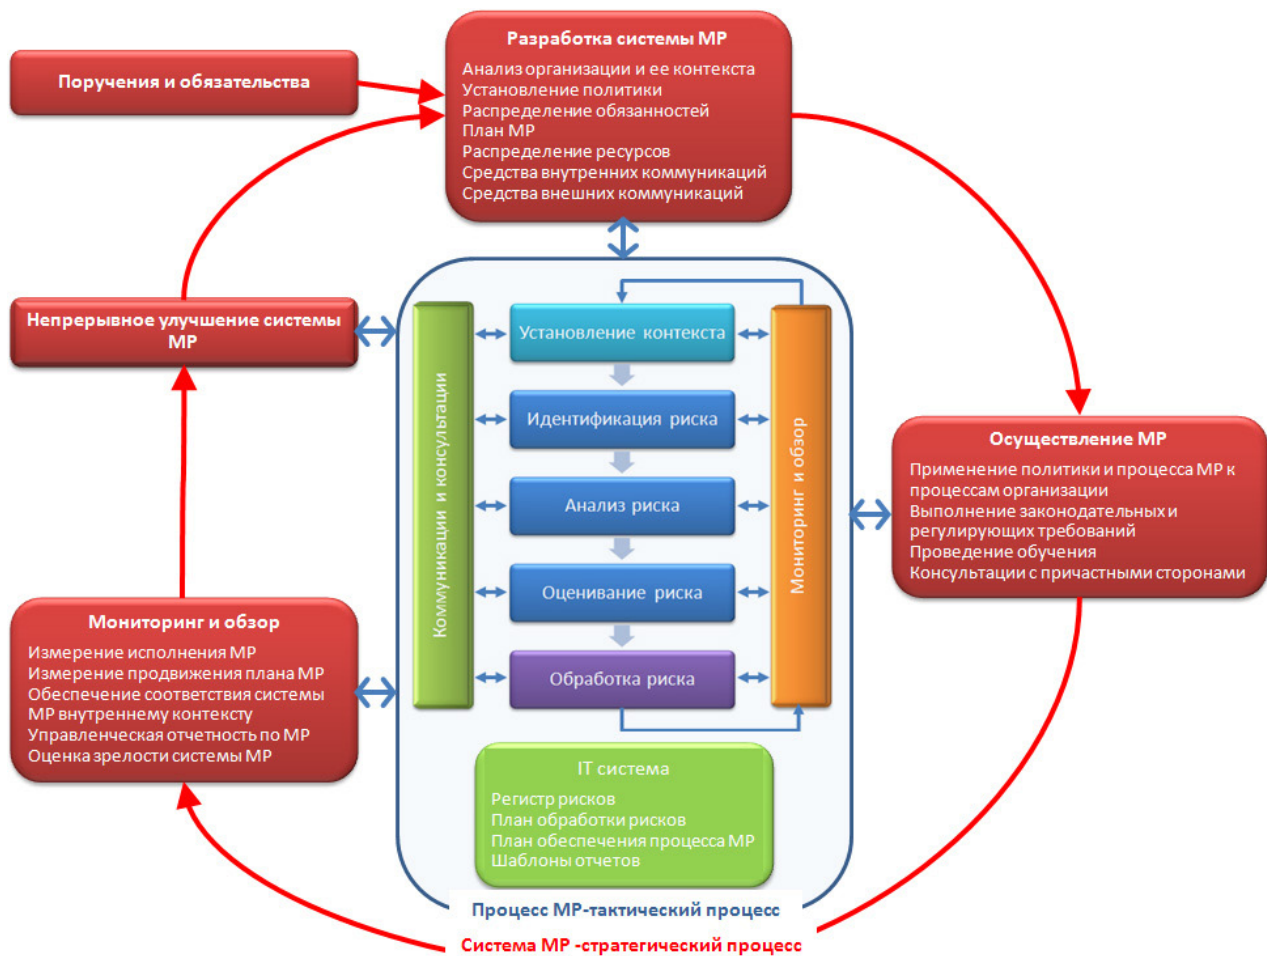 Разработка системы МР
Анализ организации и ее контекста
Установление политики
Распределение обязанностей
План МР
Распределение ресурсов
Средства внутренних коммуникаций
Средства внешних коммуникаций
Поручения и обязательства
Непрерывное улучшение системы
МР
Коммуникации и консультации
Установление контекста
Идентификация риска
Анализ риска
Оценивание риска
Обработка риска
Мониторинг и обзор
Осуществление МР
Применение политики и процесса МР к
процессам организации
Выполнение законодательных и
регулирующих требований
Проведение обучения
Консультации с причастными сторонами
Мониторинг и обзор
Измерение исполнения МР
Измерение продвижения плана МР
Обеспечение соответствия системы
МР внутреннему контексту
Управленческая отчетность по МР
Оценка зрелости системы МР
IT система
Регистр рисков
План обработки рисков
План обеспечения процесса МР
Шаблоны отчетов
Процесс МР-тактический процесс
Система МР -стратегический процесс